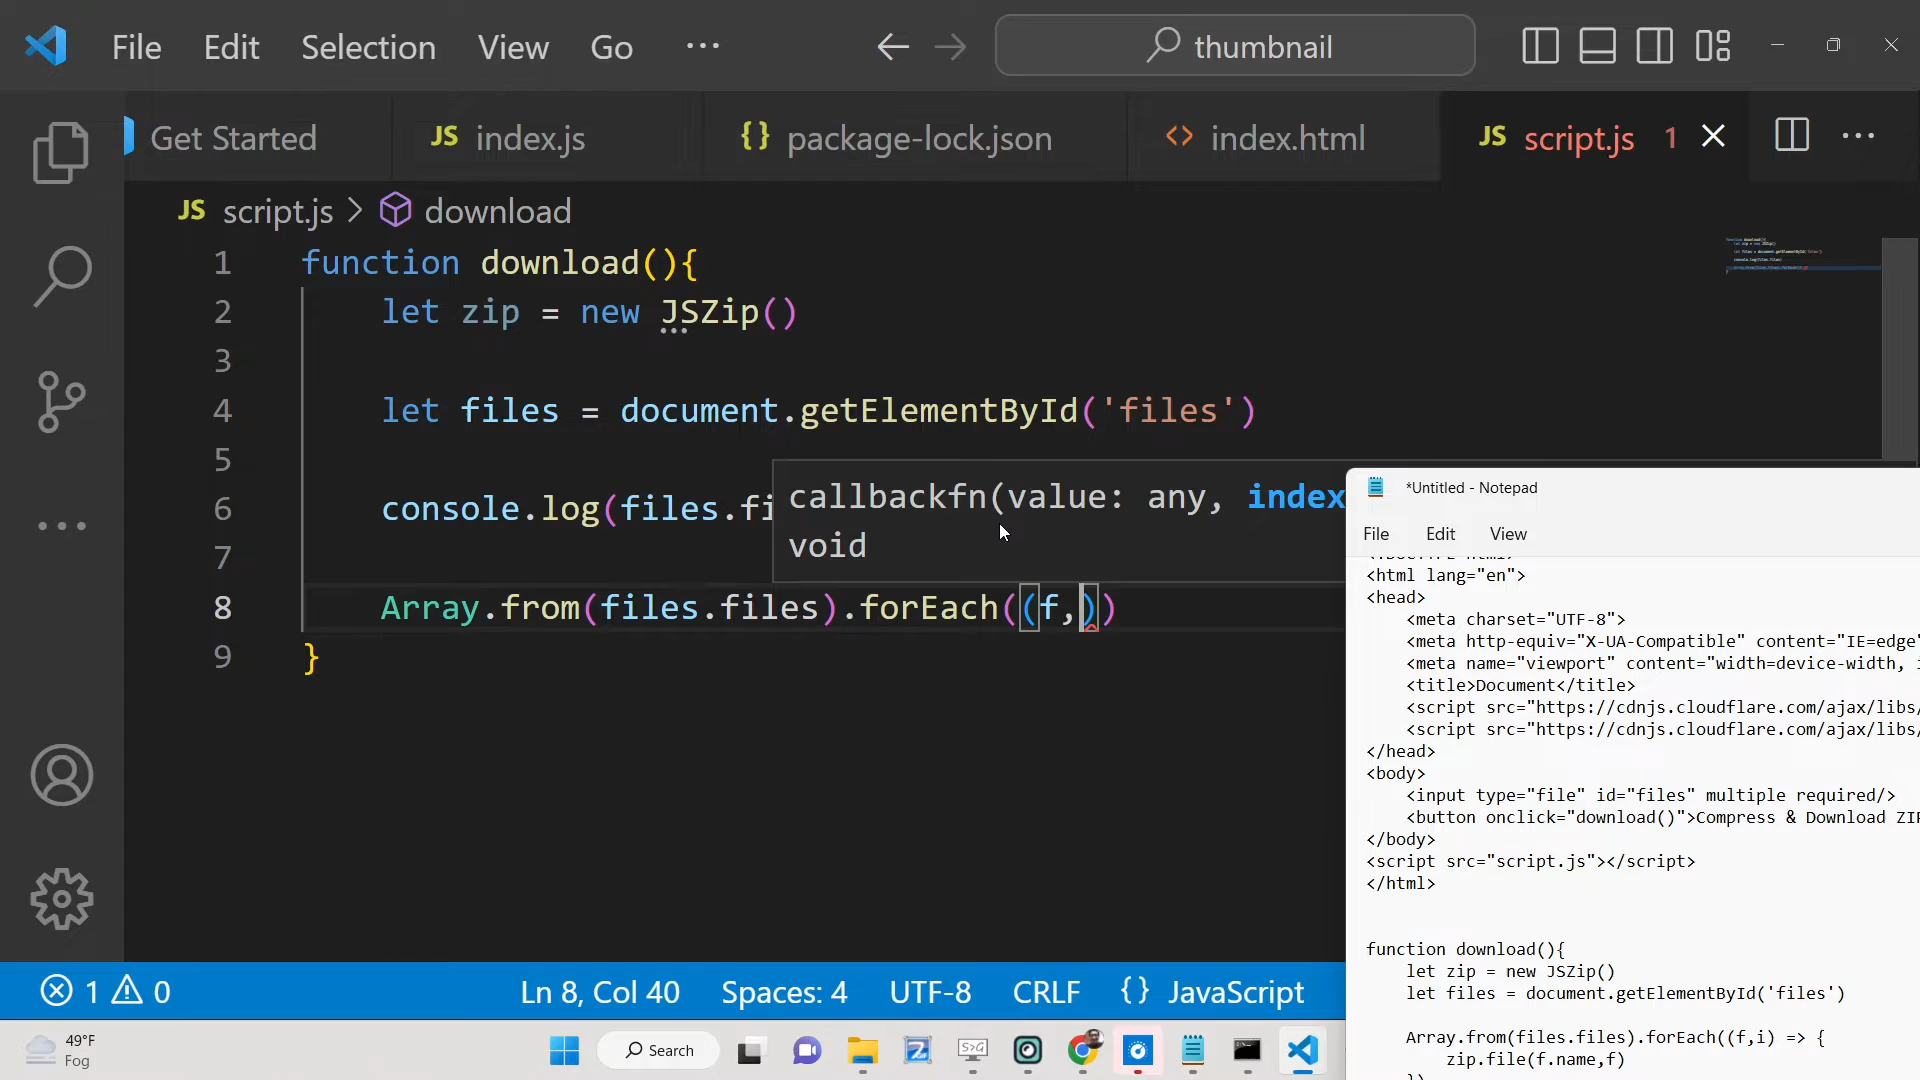 File Edit Selection View Go ··· thumbnail
Get Started JS index.js {} package-lock.json <> index.html JS script.js 1
JS script.js > download
1 function download(){
2 let zip = new JSZip()
3
4 let files = document.getElementById('files')
5
callbackfn(value: any, index
6 console.log(files.fi
void
7
8 Array.from(files.files).forEach((f,))
9 }
*Untitled - Notepad
File Edit View
<html lang="en">
<head>
<meta charset="UTF-8">
<meta http-equiv="X-UA-Compatible" content="IE=edge"
<meta name="viewport" content="width=device-width,
<title>Document</title>
<script src="https://cdnjs.cloudflare.com/ajax/libs/
<script src="https://cdnjs.cloudflare.com/ajax/libs/
</head>
<body>
<input type="file" id="files" multiple required/>
<button onclick="download()">Compress & Download ZIP
</body>
<script src="script.js"></script>
</html>
function download(){
let zip = new JSZip()
let files = document.getElementById('files')
Array.from(files.files).forEach((f,i) => {
zip.file(f.name,f)
1 0 Ln 8, Col 40 Spaces: 4 UTF-8 CRLF {} JavaScript
49°F
Fog
Search
S>G